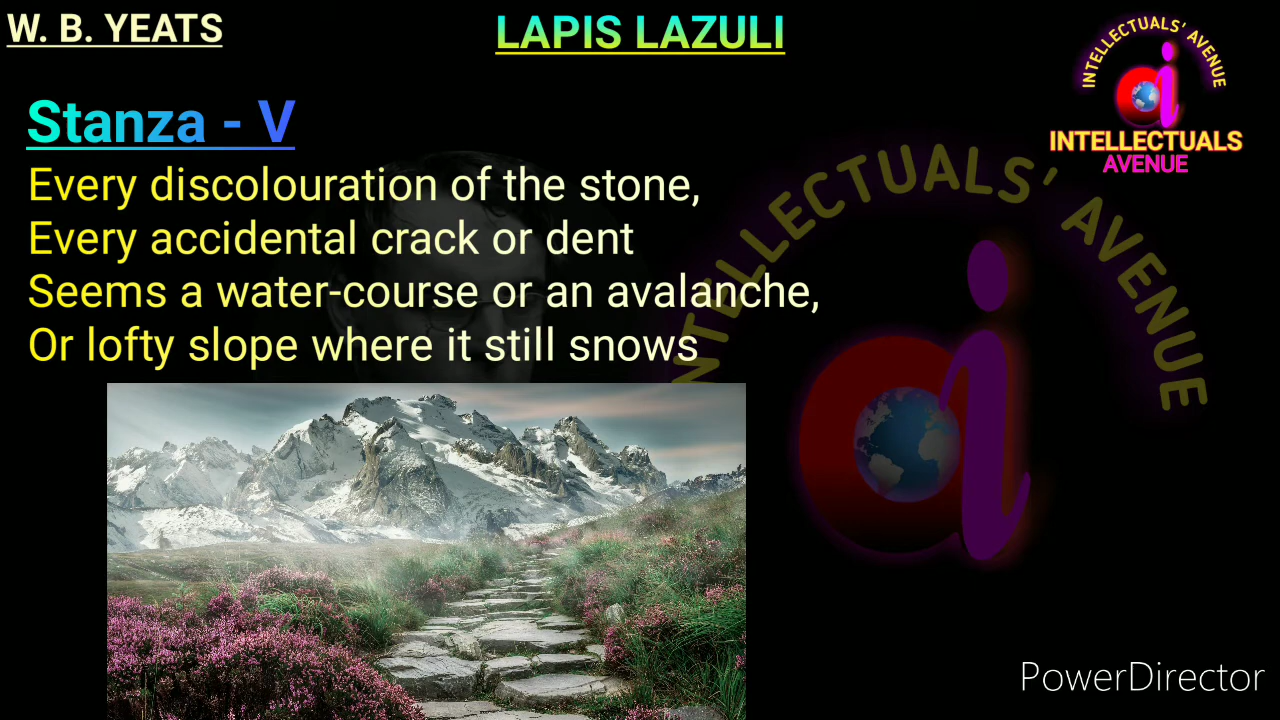 W. B. YEATS
LAPIS LAZULI
INTELLECTUALS' AVENUE
INTELLECTUALS
AVENUE
Stanza - V
Every discolouration of the stone,
Every accidental crack or dent
Seems a water-course or an avalanche,
Or lofty slope where it still snows
INTELLECTUALS' AVENUE
PowerDirector